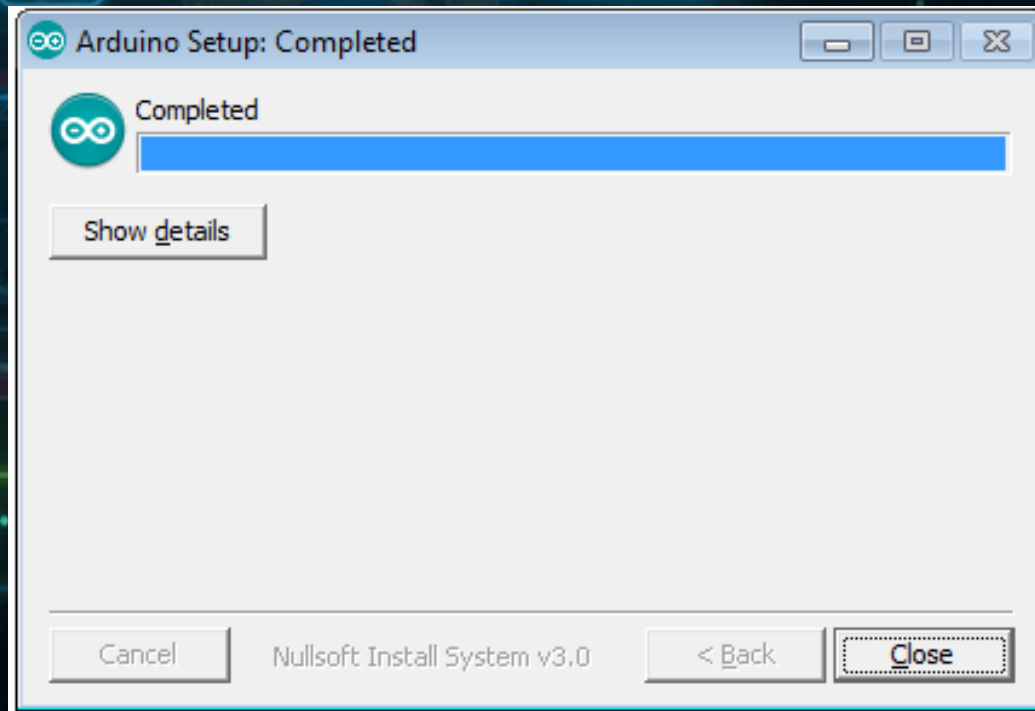 Arduino Setup: Completed
Completed
Show details
Cancel
Nullsoft Install System v3.0
< Back
Close